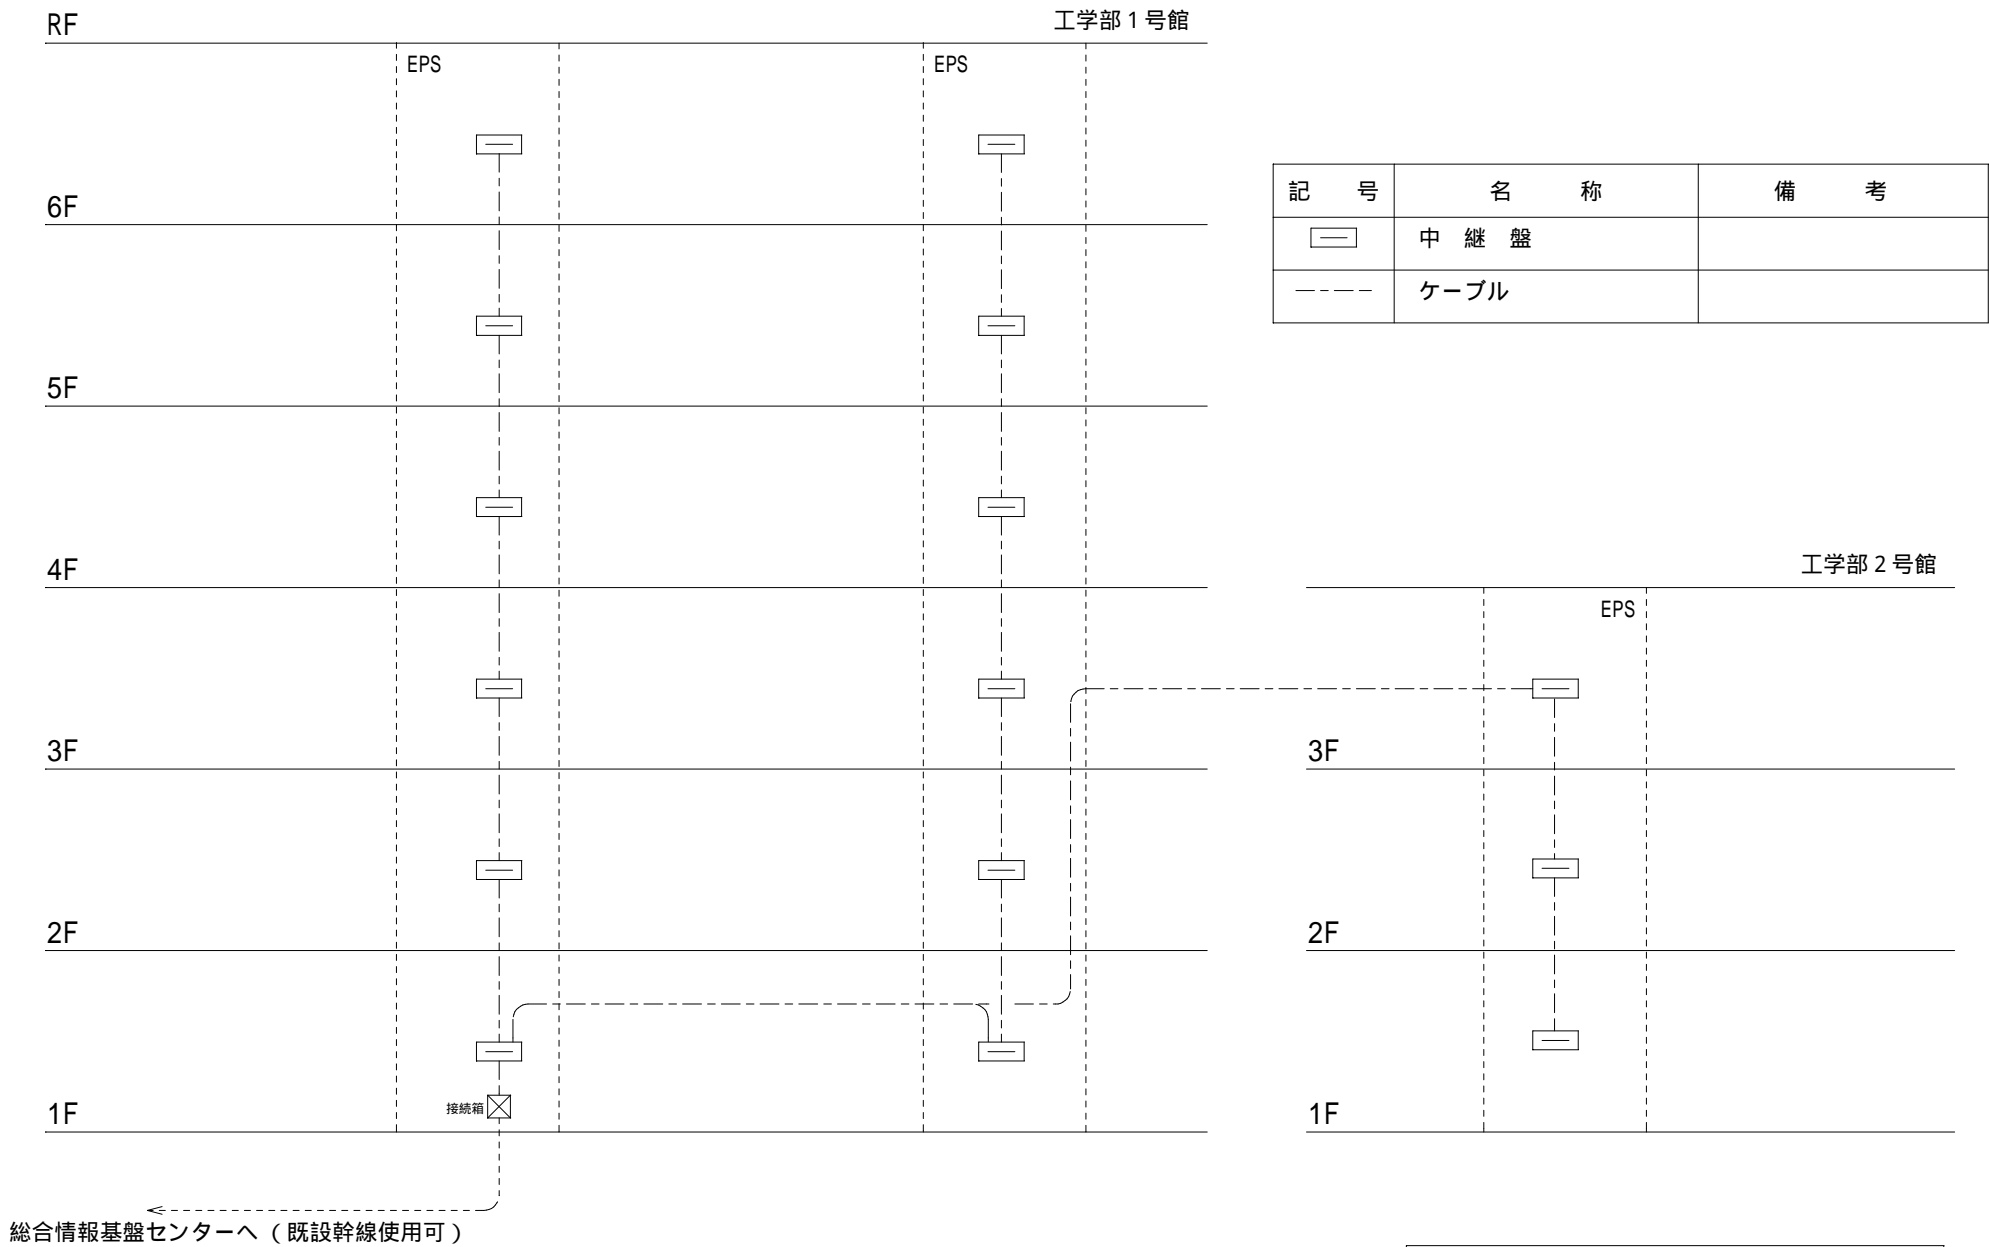 RF
工学部1号館
EPS
EPS
6F
5F
4F
3F
2F
1F
接続箱
総合情報基盤センターへ（既設幹線使用可）
記 号 名 称 備 考
中 継 盤
ケーブル
工学部2号館
EPS
3F
2F
1F